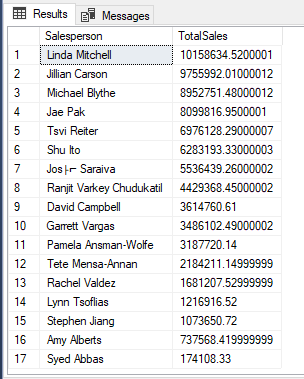 Results Messages
Salesperson TotalSales
1 Linda Mitchell 10158634.5200001
2 Jillian Carson 9755992.01000012
3 Michael Blythe 8952751.48000012
4 Jae Pak 8099816.9500001
5 Tsvi Reiter 6976128.29000007
6 Shu Ito 6283193.33000003
7 Jos├⌐ Saraiva 5536439.26000002
8 Ranjit Varkey Chudukatil 4429368.45000002
9 David Campbell 3614760.61
10 Garrett Vargas 3486102.49000002
11 Pamela Ansman-Wolfe 3187720.14
12 Tete Mensa-Annan 2184211.14999999
13 Rachel Valdez 1681207.52999999
14 Lynn Tsoflias 1216916.52
15 Stephen Jiang 1073650.72
16 Amy Alberts 737568.419999999
17 Syed Abbas 174108.33